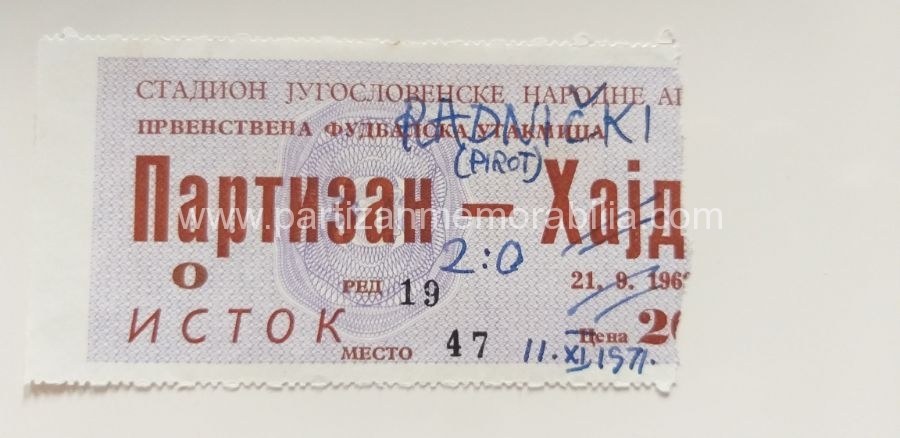 СТАДИОН ЈУГОСЛОВЕНСКЕ НАРОДНЕ
RADNIČKI
ПРВЕНСТВЕНА ФУДБАЛСКА УТАКМИЦА
(PIROT)
Партизан – Хајд
www.partizanmemorabilia.com
2:0
О РЕД 19 21. 9. 196
ИСТОК МЕСТО 47 Цена 20
11. XI 1971.